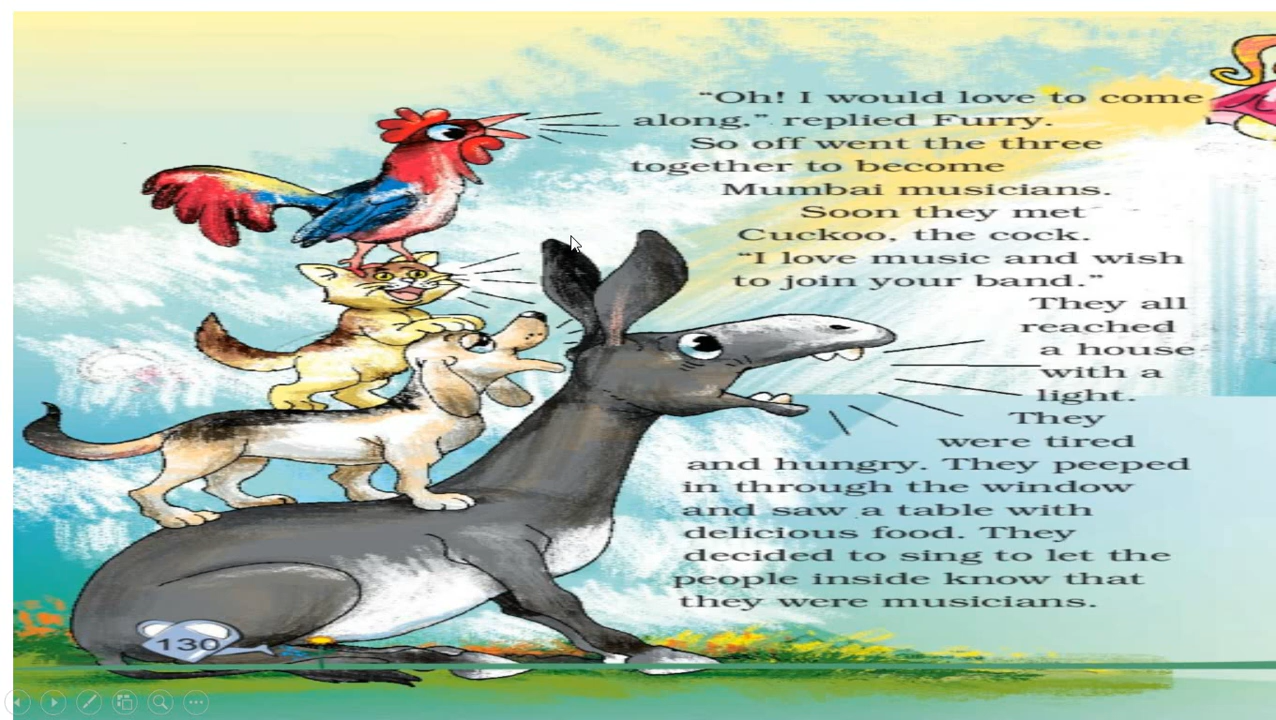 “Oh! I would love to come
along,” replied Furry.
So off went the three
together to become
Mumbai musicians.
Soon they met
Cuckoo, the cock.
“I love music and wish
to join your band.”
They all
reached
a house
with a
light.
They
were tired
and hungry. They peeped
in through the window
and saw a table with
delicious food. They
decided to sing to let the
people inside know that
they were musicians.
130